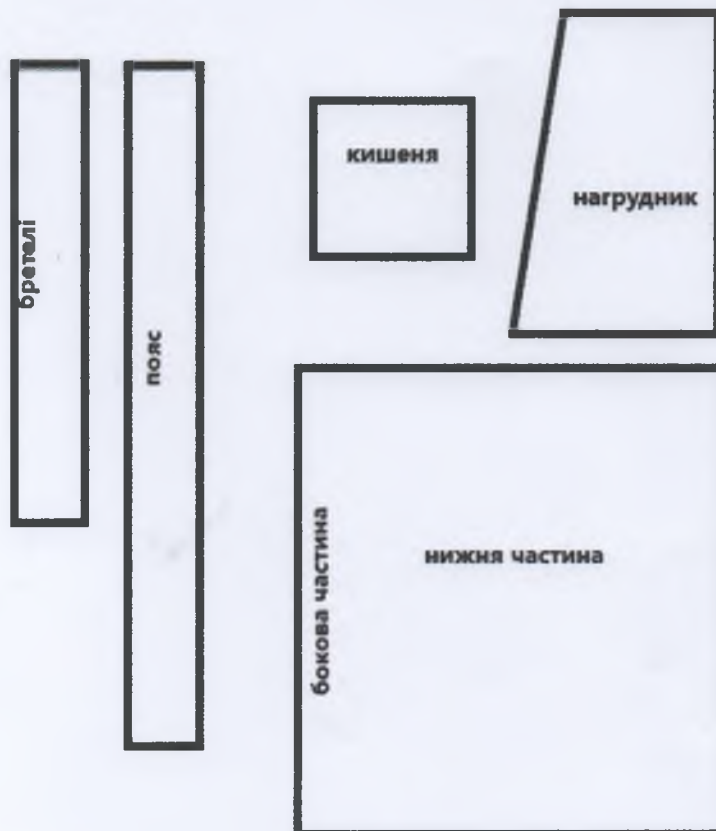 кишеня
нагрудник
бретелі
пояс
нижня частина
бокова частина